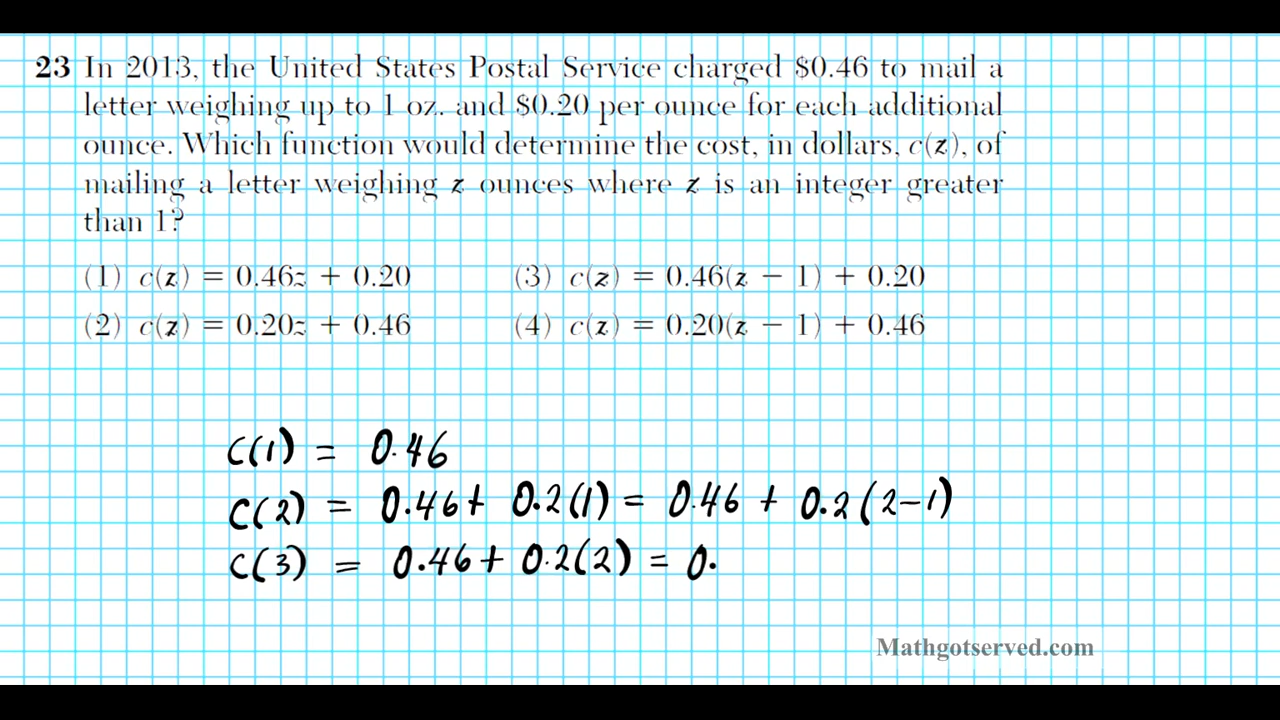 23 In 2013, the United States Postal Service charged $0.46 to mail a
letter weighing up to 1 oz. and $0.20 per ounce for each additional
ounce. Which function would determine the cost, in dollars, c(z), of
mailing a letter weighing z ounces where z is an integer greater
than 1?
(1) c(z) = 0.46z + 0.20 (3) c(z) = 0.46(z − 1) + 0.20
(2) c(z) = 0.20z + 0.46 (4) c(z) = 0.20(z − 1) + 0.46
c(1) = 0.46
c(2) = 0.46 + 0.2(1) = 0.46 + 0.2(2−1)
c(3) = 0.46 + 0.2(2) = 0.
Mathgotserved.com